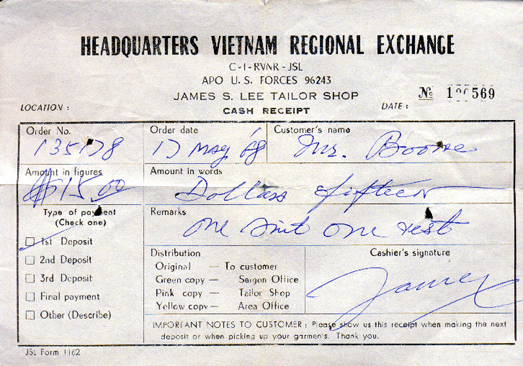 HEADQUARTERS VIETNAM REGIONAL EXCHANGE
C-I-RVNR-JSL
APO U.S. FORCES 96243
JAMES S. LEE TAILOR SHOP
№ 569
CASH RECEIPT
LOCATION : DATE :
Order No. Order date Customer's name
135178 17 May '68 Mr. Boone
Amount in figures Amount in words
$15.00 Dollars fifteen
Type of payment Remarks
(Check one) one suit one vest
1st Deposit Distribution Cashier's signature
2nd Deposit Original — To customer
Green copy — Saigon Office James
3rd Deposit Pink copy — Tailor Shop
Final payment Yellow copy — Area Office
Other (Describe)
IMPORTANT NOTES TO CUSTOMER : Please show us this receipt when making the next
deposit or when picking up your garmen's. Thank you.
JSL Form 1162